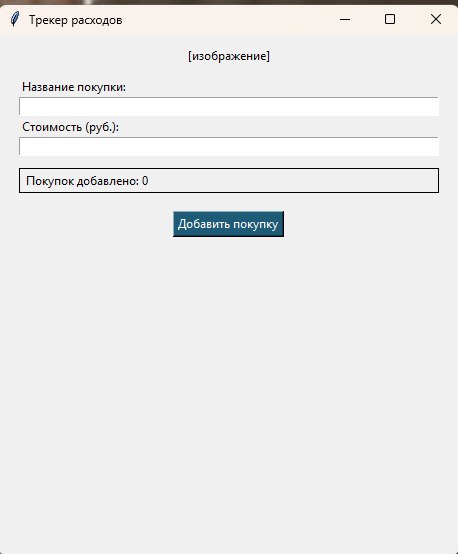 Трекер расходов
[изображение]
Название покупки:
Стоимость (руб.):
Покупок добавлено: 0
Добавить покупку